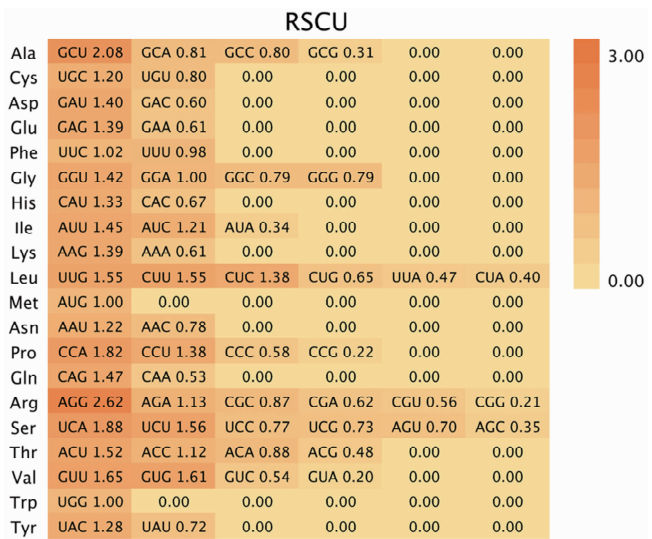 RSCU
Ala GCU 2.08 GCA 0.81 GCC 0.80 GCG 0.31 0.00 0.00
Cys UGC 1.20 UGU 0.80 0.00 0.00 0.00 0.00
Asp GAU 1.40 GAC 0.60 0.00 0.00 0.00 0.00
Glu GAG 1.39 GAA 0.61 0.00 0.00 0.00 0.00
Phe UUC 1.02 UUU 0.98 0.00 0.00 0.00 0.00
Gly GGU 1.42 GGA 1.00 GGC 0.79 GGG 0.79 0.00 0.00
His CAU 1.33 CAC 0.67 0.00 0.00 0.00 0.00
Ile AUU 1.45 AUC 1.21 AUA 0.34 0.00 0.00 0.00
Lys AAG 1.39 AAA 0.61 0.00 0.00 0.00 0.00
Leu UUG 1.55 CUU 1.55 CUC 1.38 CUG 0.65 UUA 0.47 CUA 0.40
Met AUG 1.00 0.00 0.00 0.00 0.00 0.00
Asn AAU 1.22 AAC 0.78 0.00 0.00 0.00 0.00
Pro CCA 1.82 CCU 1.38 CCC 0.58 CCG 0.22 0.00 0.00
Gln CAG 1.47 CAA 0.53 0.00 0.00 0.00 0.00
Arg AGG 2.62 AGA 1.13 CGC 0.87 CGA 0.62 CGU 0.56 CGG 0.21
Ser UCA 1.88 UCU 1.56 UCC 0.77 UCG 0.73 AGU 0.70 AGC 0.35
Thr ACU 1.52 ACC 1.12 ACA 0.88 ACG 0.48 0.00 0.00
Val GUU 1.65 GUG 1.61 GUC 0.54 GUA 0.20 0.00 0.00
Trp UGG 1.00 0.00 0.00 0.00 0.00 0.00
Tyr UAC 1.28 UAU 0.72 0.00 0.00 0.00 0.00
3.00
0.00